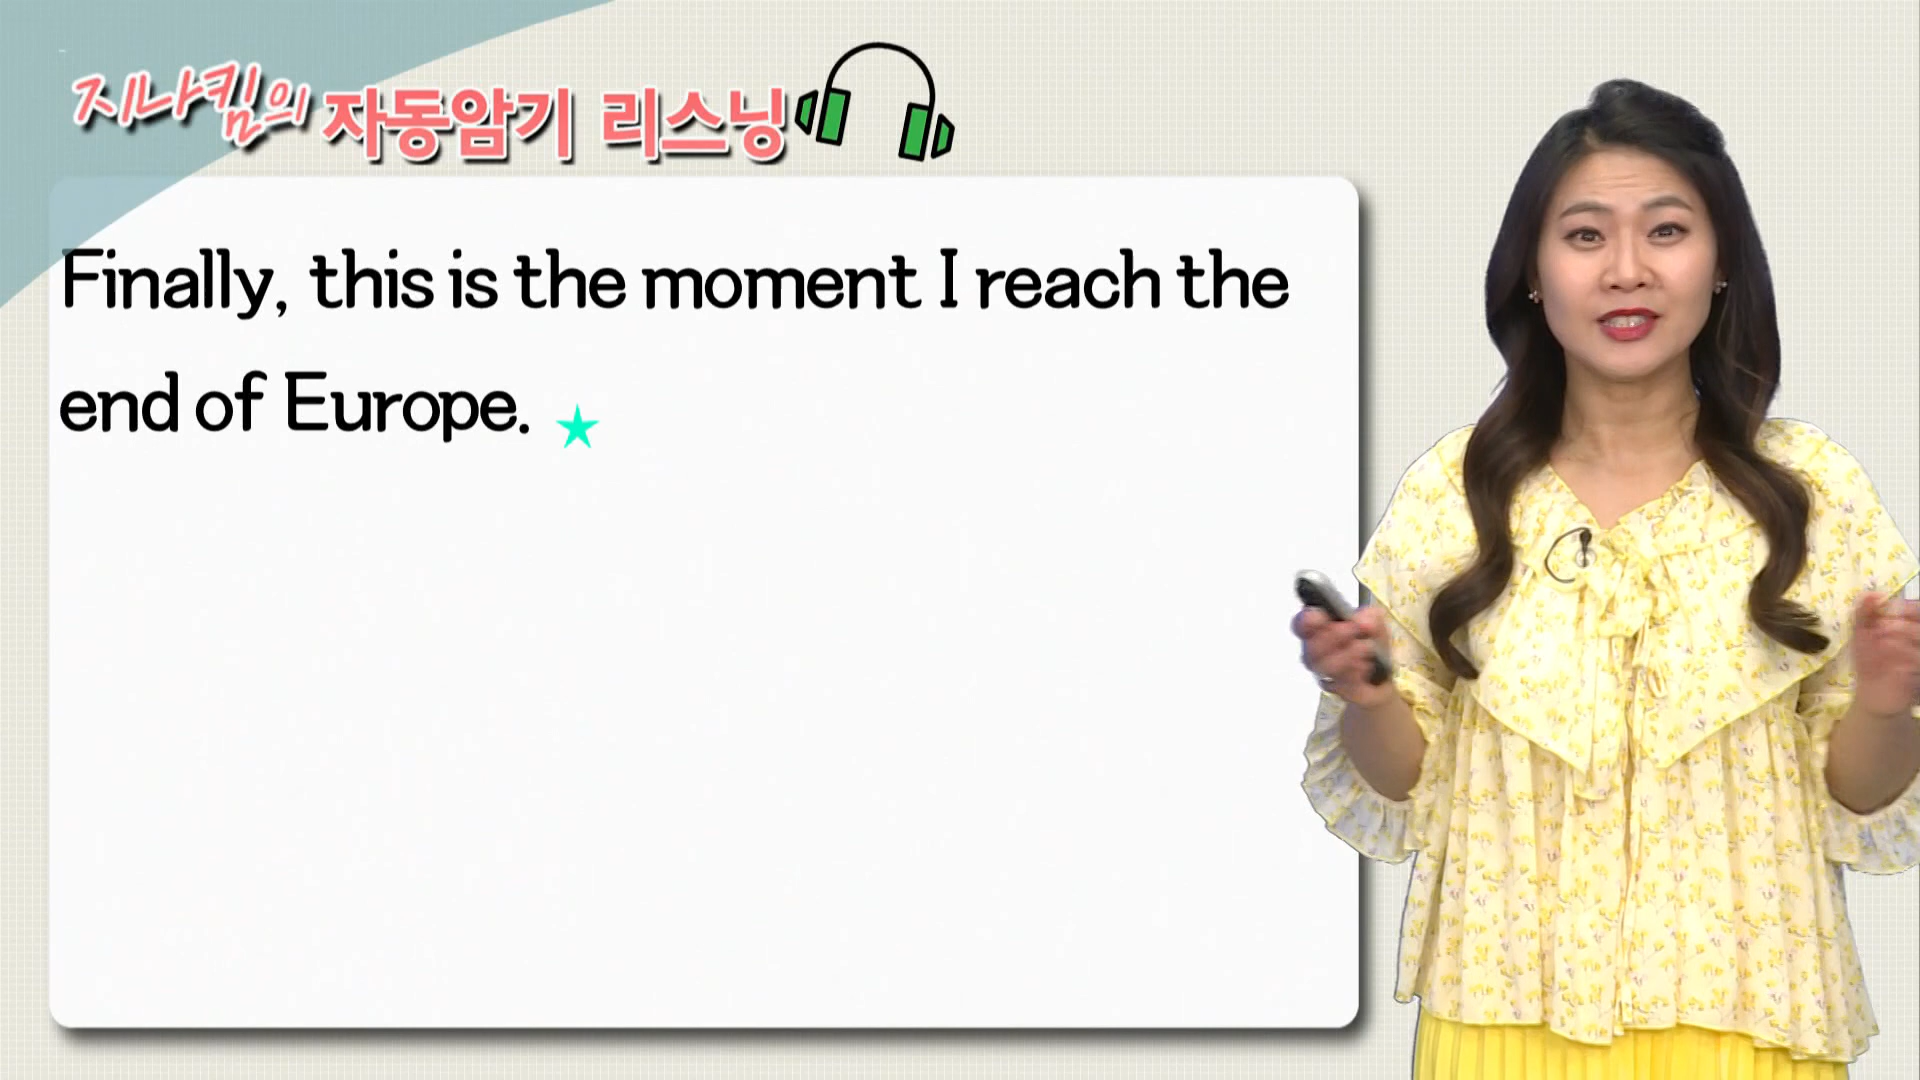 지나킴의 자동암기 리스닝
Finally, this is the moment I reach the
end of Europe.